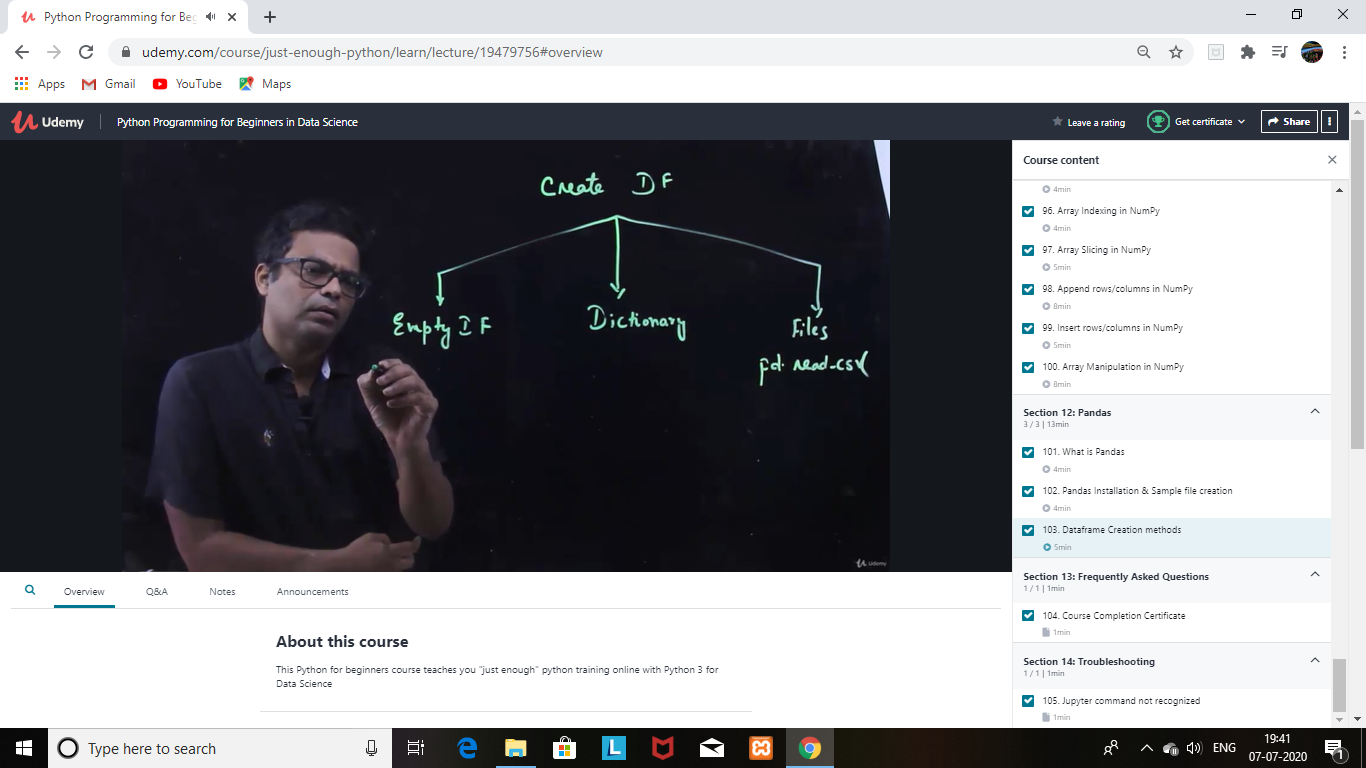 Python Programming for Beg
udemy.com/course/just-enough-python/learn/lecture/19479756#overview
Apps
Gmail
YouTube
Maps
Udemy
Python Programming for Beginners in Data Science
Leave a rating
Get certificate
Share
Create DF
Empty DF
Dictionary
Files
pd.read-csv
Udemy
Course content
4min
96. Array Indexing in NumPy
4min
97. Array Slicing in NumPy
5min
98. Append rows/columns in NumPy
8min
99. Insert rows/columns in NumPy
5min
100. Array Manipulation in NumPy
8min
Section 12: Pandas
3 / 3 | 13min
101. What is Pandas
4min
102. Pandas Installation & Sample file creation
4min
103. Dataframe Creation methods
5min
Section 13: Frequently Asked Questions
1 / 1 | 1min
104. Course Completion Certificate
1min
Section 14: Troubleshooting
1 / 1 | 1min
105. Jupyter command not recognized
1min
Overview
Q&A
Notes
Announcements
About this course
This Python for beginners course teaches you "just enough" python training online with Python 3 for
Data Science
Type here to search
L
ENG
19:41
07-07-2020
1